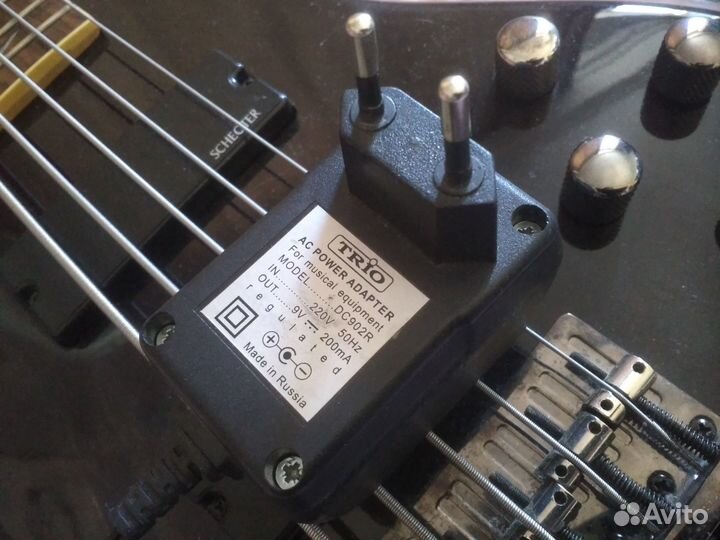 SCHECTER
TRIO
AC POWER ADAPTER
For musical equipment
MODEL........DC902R
IN.........220V 50Hz
OUT.......9V 200mA
regulated
+ −
Made in Russia
Avito